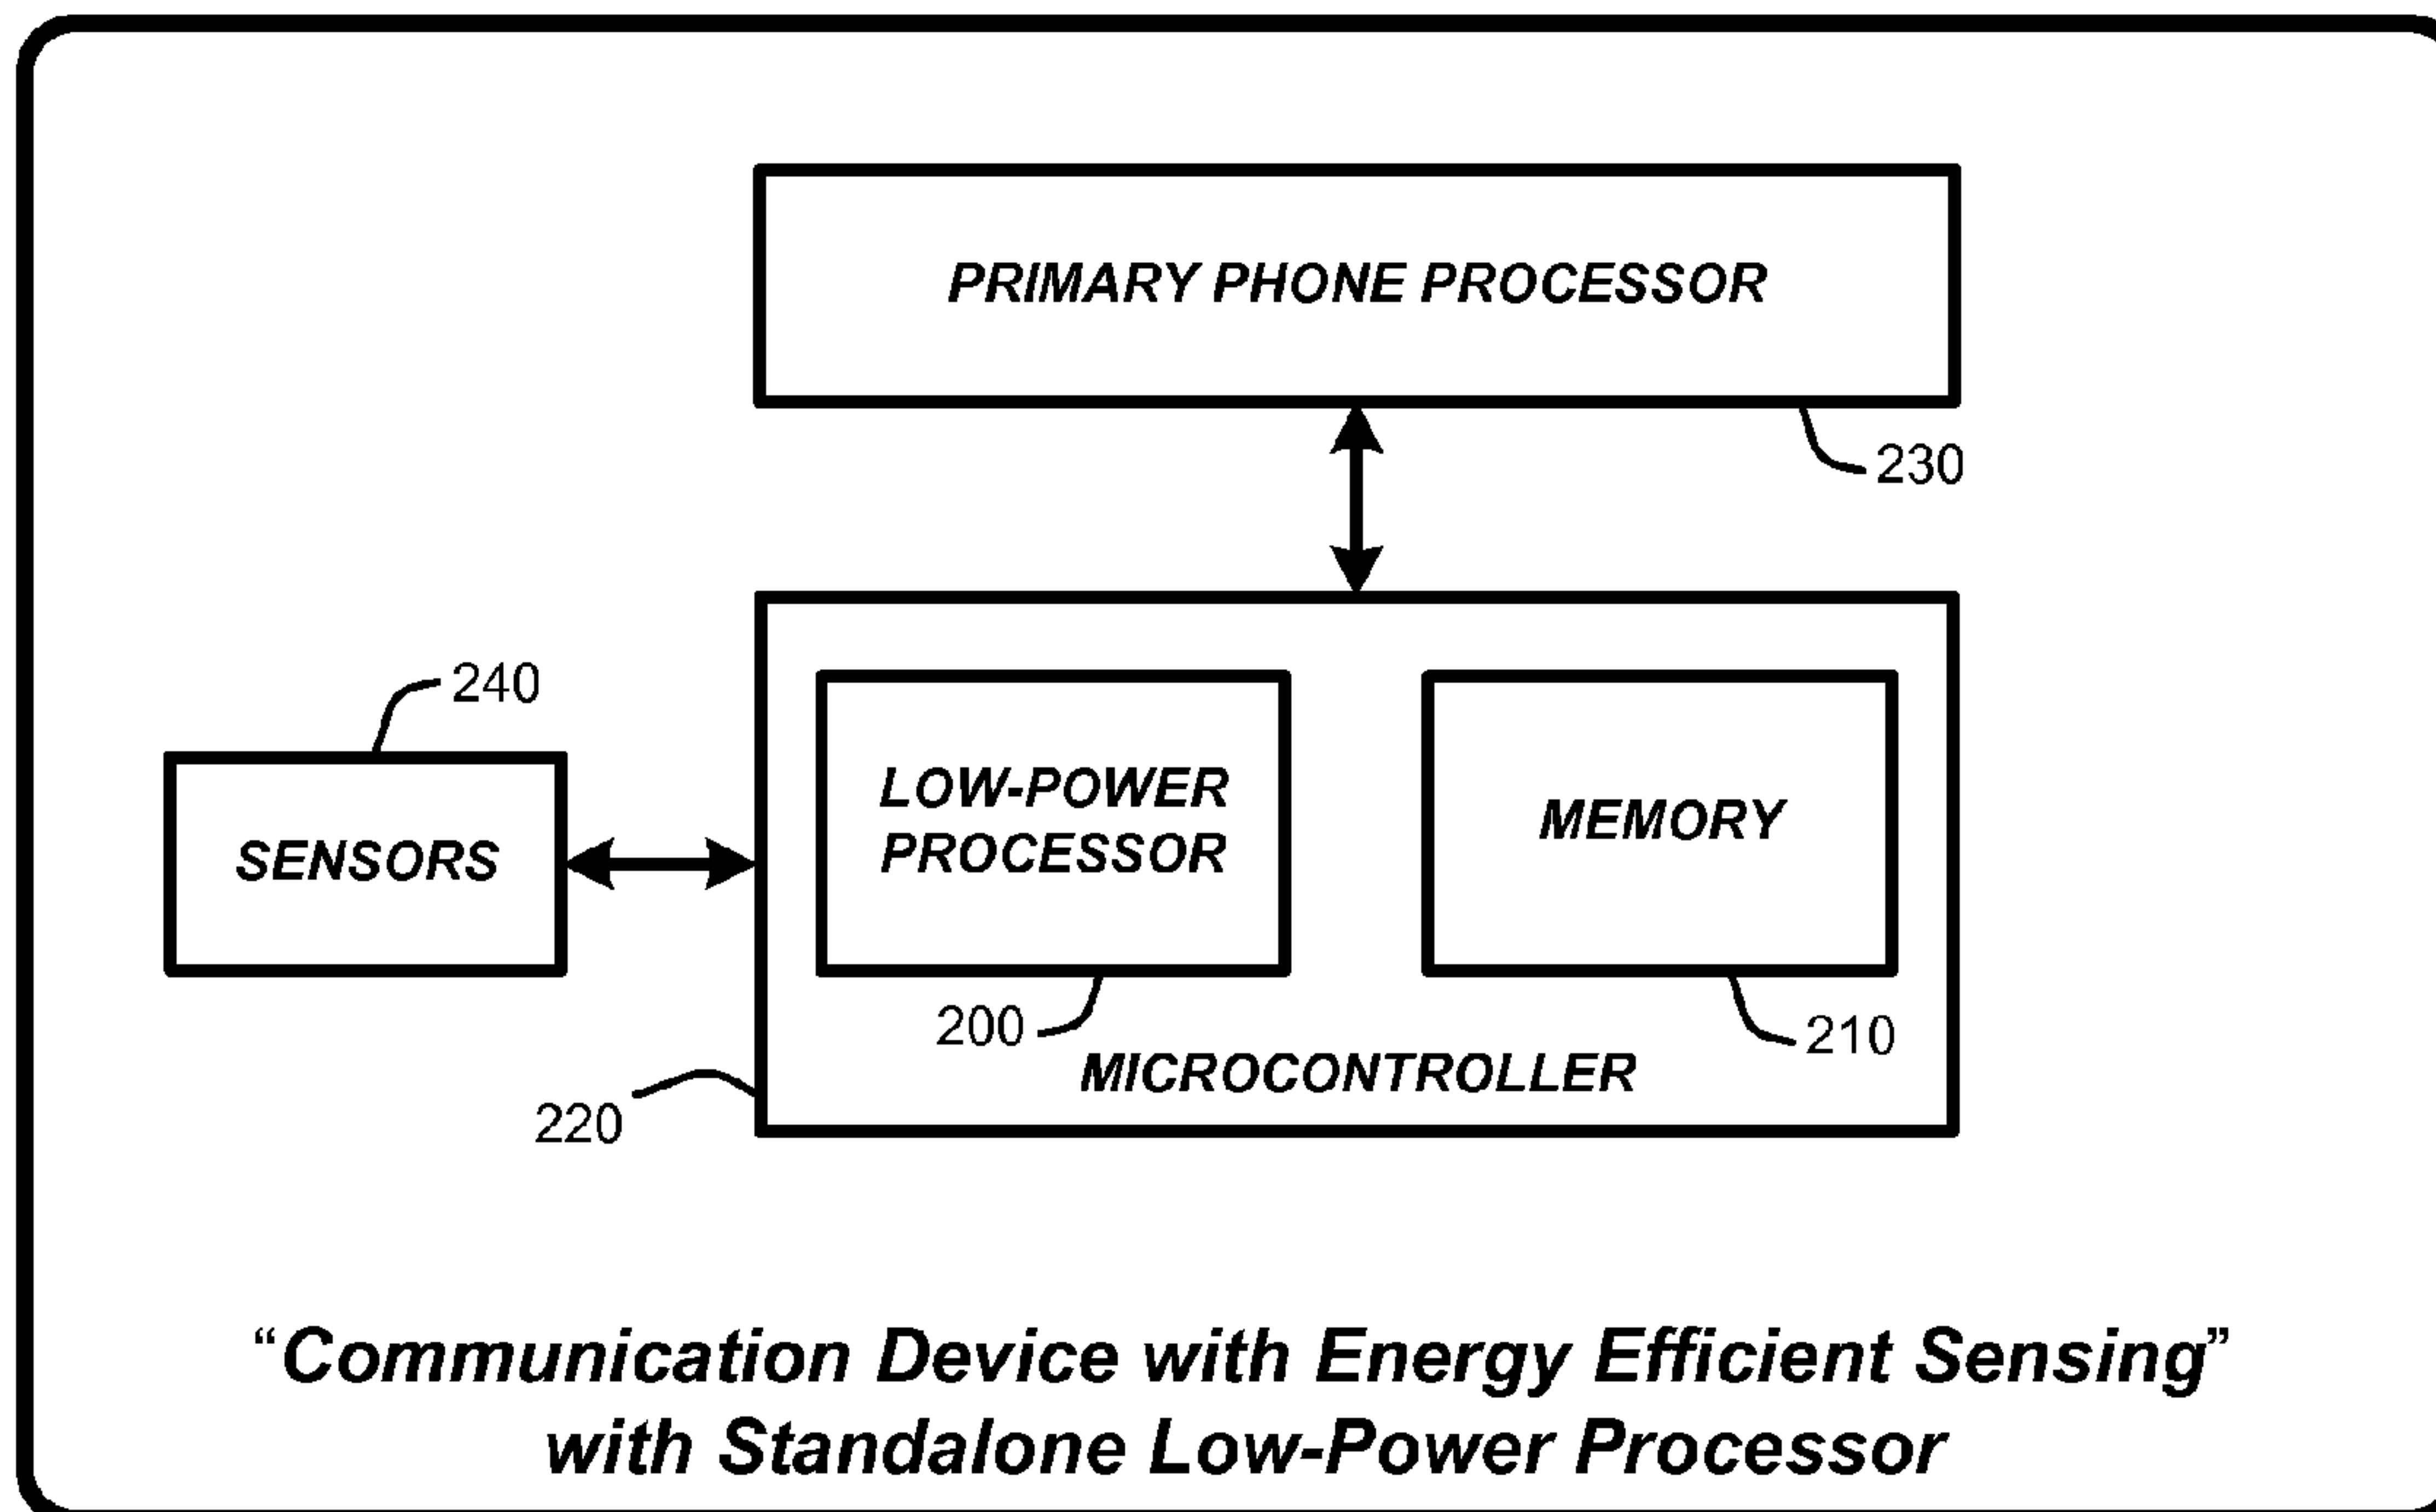 PRIMARY PHONE PROCESSOR
230
240
SENSORS
LOW-POWER
PROCESSOR
MEMORY
200
210
MICROCONTROLLER
220
“Communication Device with Energy Efficient Sensing”
with Standalone Low-Power Processor